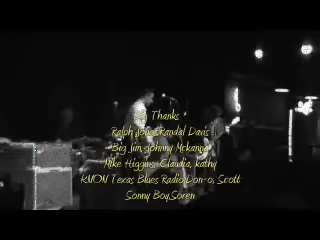 Big Thanks *
Ralph Jones,Randal Davis
Big Jim, Johnny Mckanna
Mike Higgins, Claudia, kathy
KNON Texas Blues Radio,Don-o, Scott
Sonny Boy,Soren